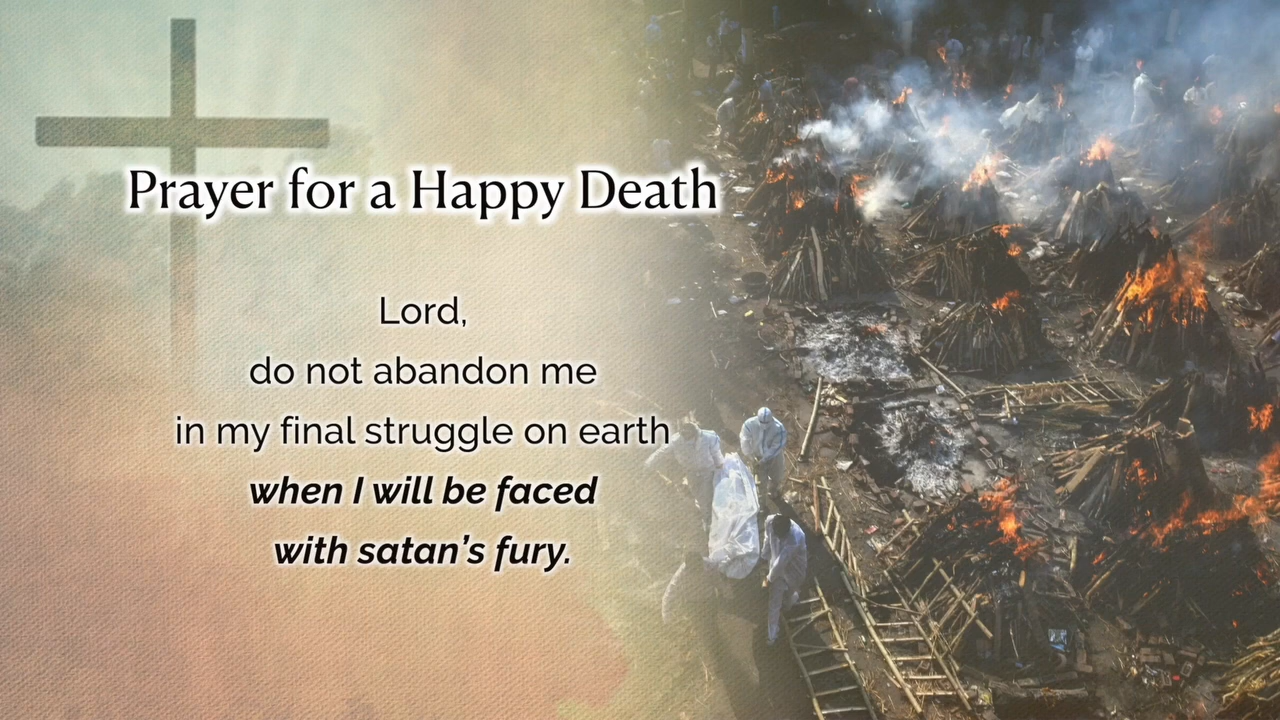 Prayer for a Happy Death
Lord,
do not abandon me
in my final struggle on earth
when I will be faced
with satan’s fury.